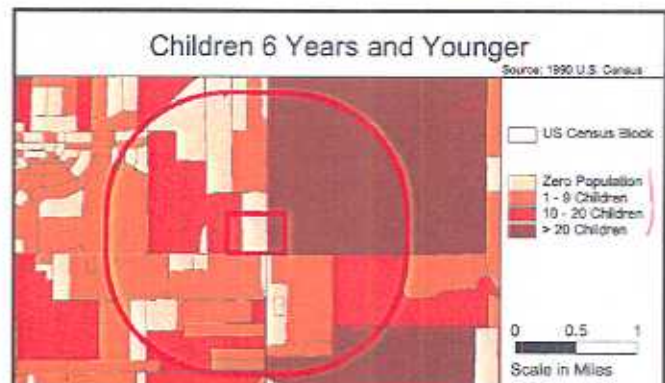 Children 6 Years and Younger
Source: 1990 U.S. Census
US Census Block
Zero Population
1 - 9 Children
10 - 20 Children
> 20 Children
0 0.5 1
Scale in Miles